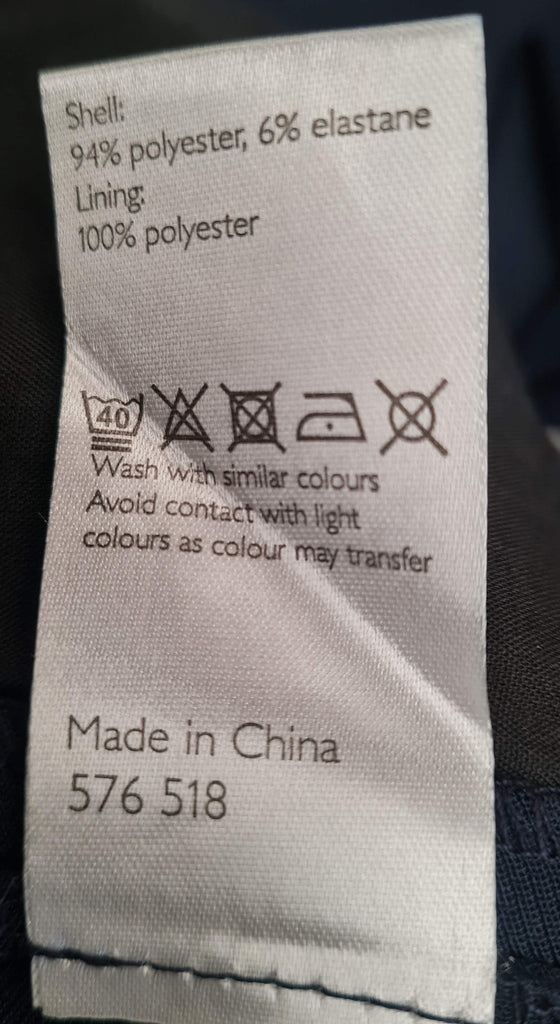 Shell:
94% polyester, 6% elastane
Lining:
100% polyester
40
Wash with similar colours
Avoid contact with light
colours as colour may transfer
Made in China
576 518